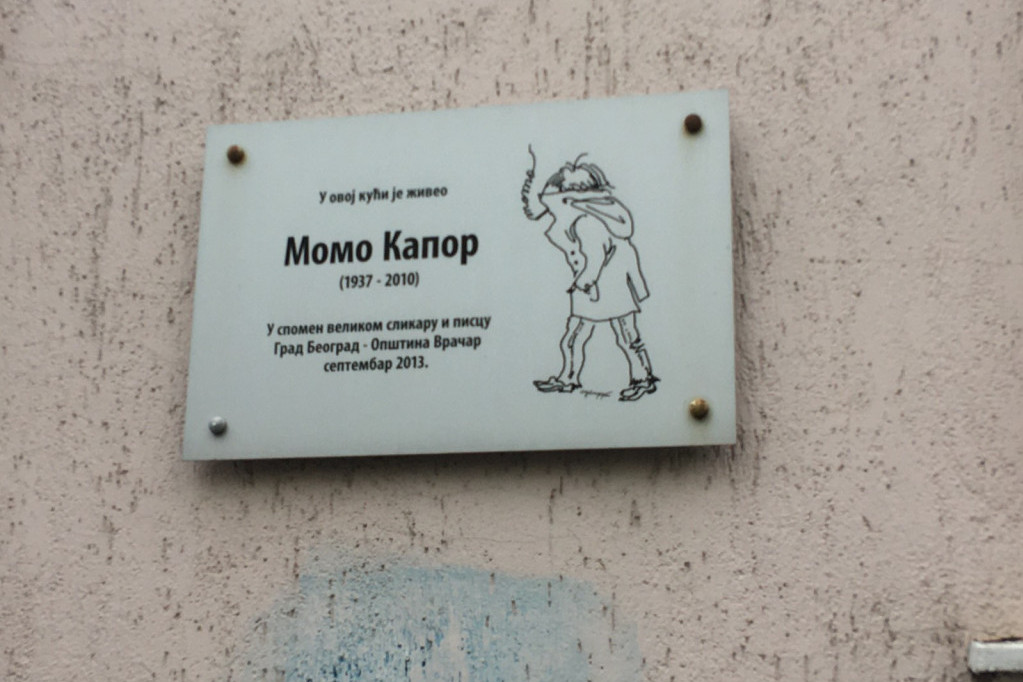 У овој кући је живео
Момо Капор
(1937 - 2010)
У спомен великом сликару и писцу
Град Београд - Општина Врачар
септембар 2013.